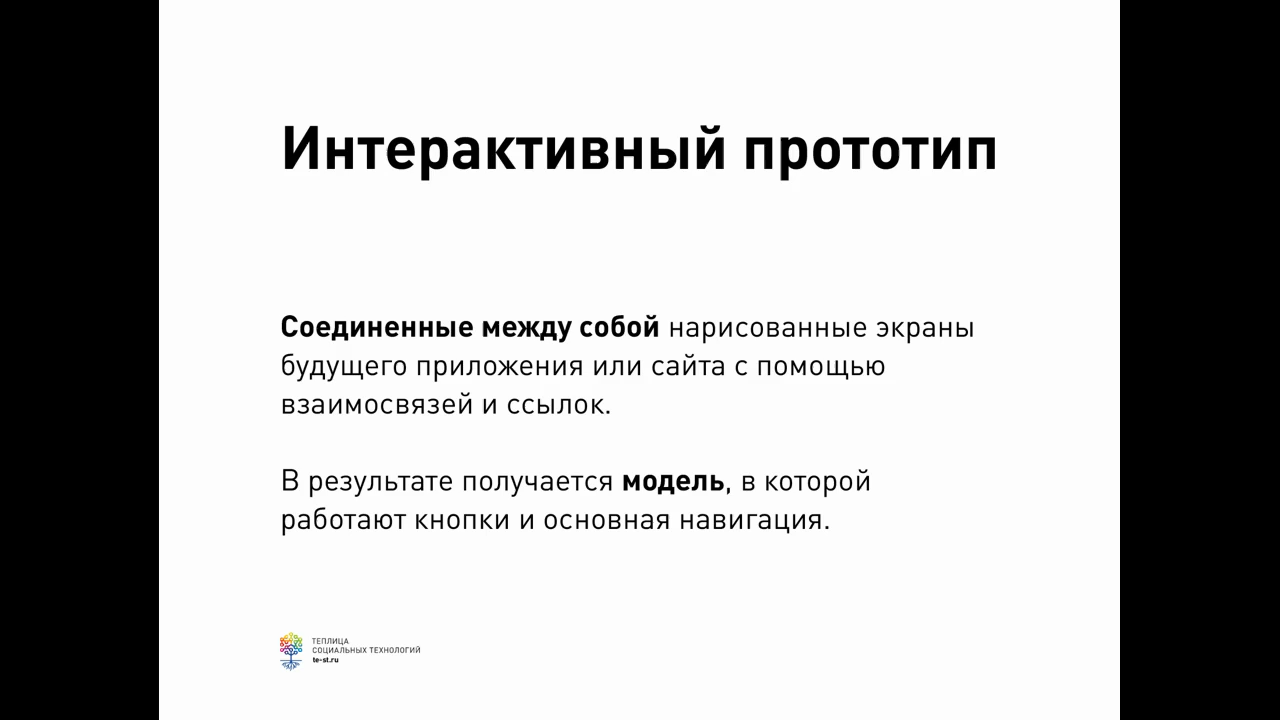 Интерактивный прототип
Соединенные между собой нарисованные экраны
будущего приложения или сайта с помощью
взаимосвязей и ссылок.
В результате получается модель, в которой
работают кнопки и основная навигация.
ТЕПЛИЦА
СОЦИАЛЬНЫХ ТЕХНОЛОГИЙ
te-st.ru